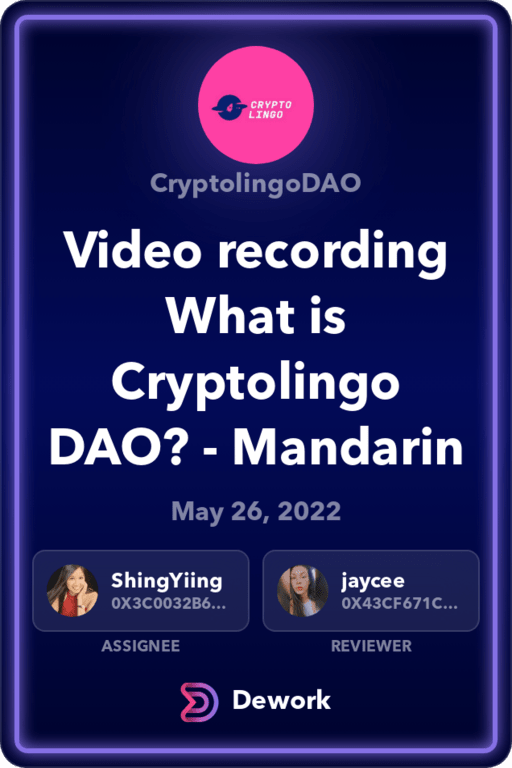 CRYPTO
LINGO
CryptolingoDAO
Video recording
What is
Cryptolingo
DAO? - Mandarin
May 26, 2022
ShingYiing
0X3C0032B6...
jaycee
0X43CF671C...
ASSIGNEE
REVIEWER
Dework